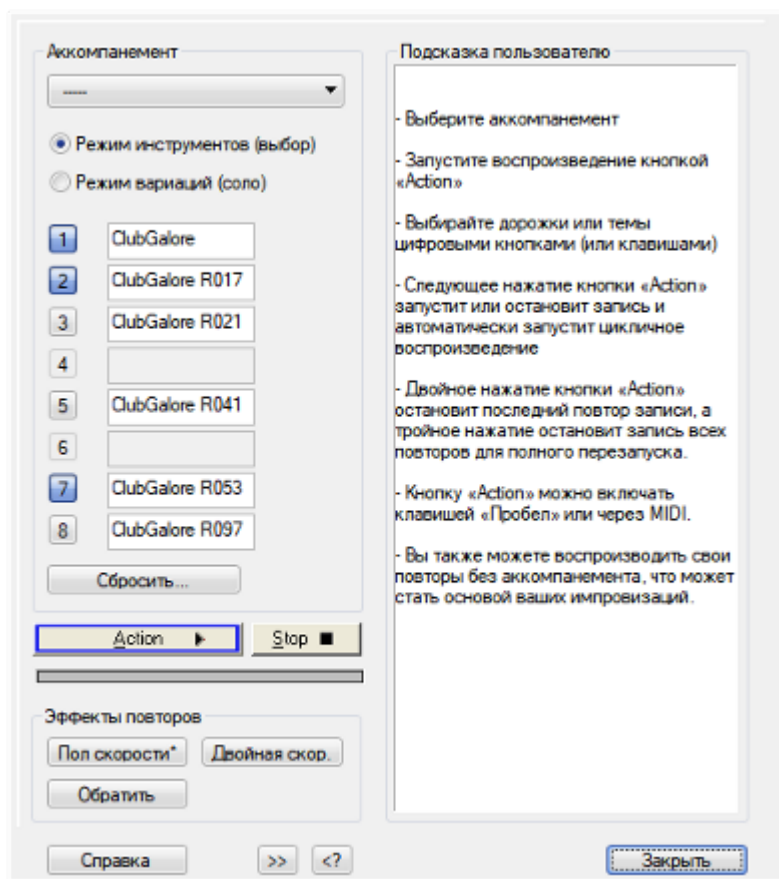 Аккомпанемент
-----
Режим инструментов (выбор)
Режим вариаций (соло)
1 ClubGalore
2 ClubGalore R017
3 ClubGalore R021
4
5 ClubGalore R041
6
7 ClubGalore R053
8 ClubGalore R097
Сбросить...
Action Stop
Эффекты повторов
Пол скорости* Двойная скор.
Обратить
Справка >> <?
Подсказка пользователю
- Выберите аккомпанемент
- Запустите воспроизведение кнопкой
«Action»
- Выбирайте дорожки или темы
цифровыми кнопками (или клавишами)
- Следующее нажатие кнопки «Action»
запустит или остановит запись и
автоматически запустит цикличное
воспроизведение
- Двойное нажатие кнопки «Action»
остановит последний повтор записи, а
тройное нажатие остановит запись всех
повторов для полного перезапуска.
- Кнопку «Action» можно включать
клавишей «Пробел» или через MIDI.
- Вы также можете воспроизводить свои
повторы без аккомпанемента, что может
стать основой ваших импровизаций.
Закрыть